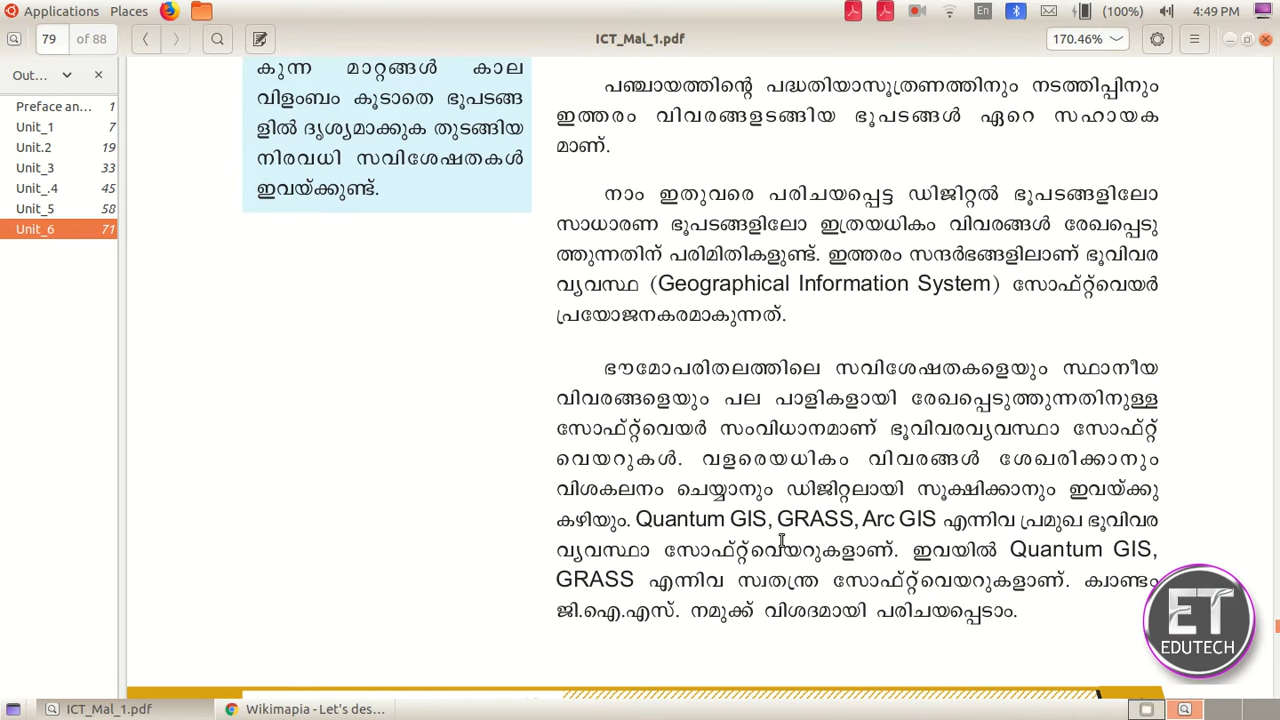 Applications Places En (100%) 4:49 PM
79 of 88 ICT_Mal_1.pdf 170.46%
Out...
Preface an... 1
Unit_1 7
Unit.2 19
Unit_3 33
Unit_.4 45
Unit_5 58
Unit_6 71
കുന്ന മാറ്റങ്ങൾ കാല
വിളംബം കൂടാതെ ഭൂപടങ്ങ
ളിൽ ദൃശ്യമാക്കുക തുടങ്ങിയ
നിരവധി സവിശേഷതകൾ
ഇവയ്ക്കുണ്ട്.
പഞ്ചായത്തിന്റെ പദ്ധതിയാസൂത്രണത്തിനും നടത്തിപ്പിനും
ഇത്തരം വിവരങ്ങളടങ്ങിയ ഭൂപടങ്ങൾ ഏറെ സഹായക
മാണ്.
നാം ഇതുവരെ പരിചയപ്പെട്ട ഡിജിറ്റൽ ഭൂപടങ്ങളിലോ
സാധാരണ ഭൂപടങ്ങളിലോ ഇത്രയധികം വിവരങ്ങൾ രേഖപ്പെടു
ത്തുന്നതിന് പരിമിതികളുണ്ട്. ഇത്തരം സന്ദർഭങ്ങളിലാണ് ഭൂവിവര
വ്യവസ്ഥ (Geographical Information System) സോഫ്റ്റ്‌വെയർ
പ്രയോജനകരമാകുന്നത്.
ഭൗമോപരിതലത്തിലെ സവിശേഷതകളെയും സ്ഥാനീയ
വിവരങ്ങളെയും പല പാളികളായി രേഖപ്പെടുത്തുന്നതിനുള്ള
സോഫ്റ്റ്‌വെയർ സംവിധാനമാണ് ഭൂവിവരവ്യവസ്ഥാ സോഫ്റ്റ്
വെയറുകൾ. വളരെയധികം വിവരങ്ങൾ ശേഖരിക്കാനും
വിശകലനം ചെയ്യാനും ഡിജിറ്റലായി സൂക്ഷിക്കാനും ഇവയ്ക്കു
കഴിയും. Quantum GIS, GRASS, Arc GIS എന്നിവ പ്രമുഖ ഭൂവിവര
വ്യവസ്ഥാ സോഫ്റ്റ്‌വെയറുകളാണ്. ഇവയിൽ Quantum GIS,
GRASS എന്നിവ സ്വതന്ത്ര സോഫ്റ്റ്‌വെയറുകളാണ്. ക്വാണ്ടം
ജി.ഐ.എസ്. നമുക്ക് വിശദമായി പരിചയപ്പെടാം.
ET
EDUTECH
ICT_Mal_1.pdf Wikimapia - Let's des...